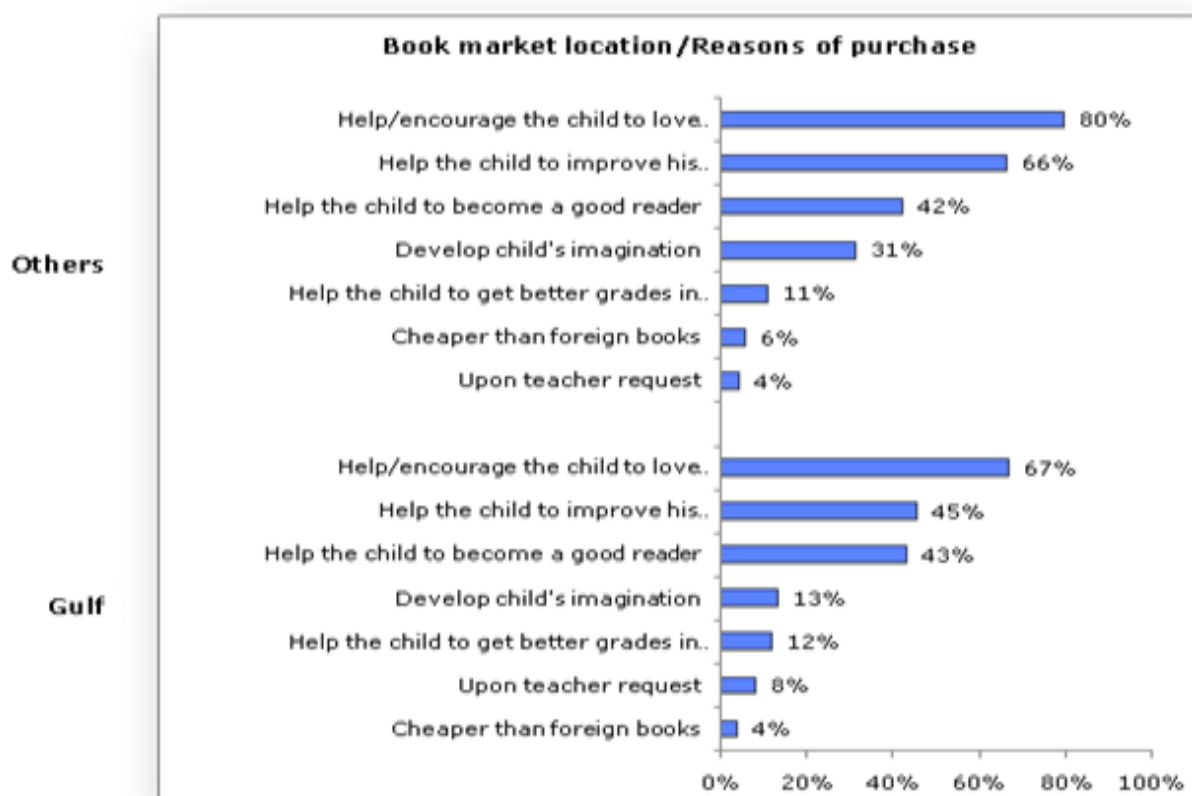 Book market location/Reasons of purchase
Others
Help/encourage the child to love.. 80%
Help the child to improve his.. 66%
Help the child to become a good reader 42%
Develop child's imagination 31%
Help the child to get better grades in.. 11%
Cheaper than foreign books 6%
Upon teacher request 4%
Gulf
Help/encourage the child to love.. 67%
Help the child to improve his.. 45%
Help the child to become a good reader 43%
Develop child's imagination 13%
Help the child to get better grades in.. 12%
Upon teacher request 8%
Cheaper than foreign books 4%
0% 20% 40% 60% 80% 100%